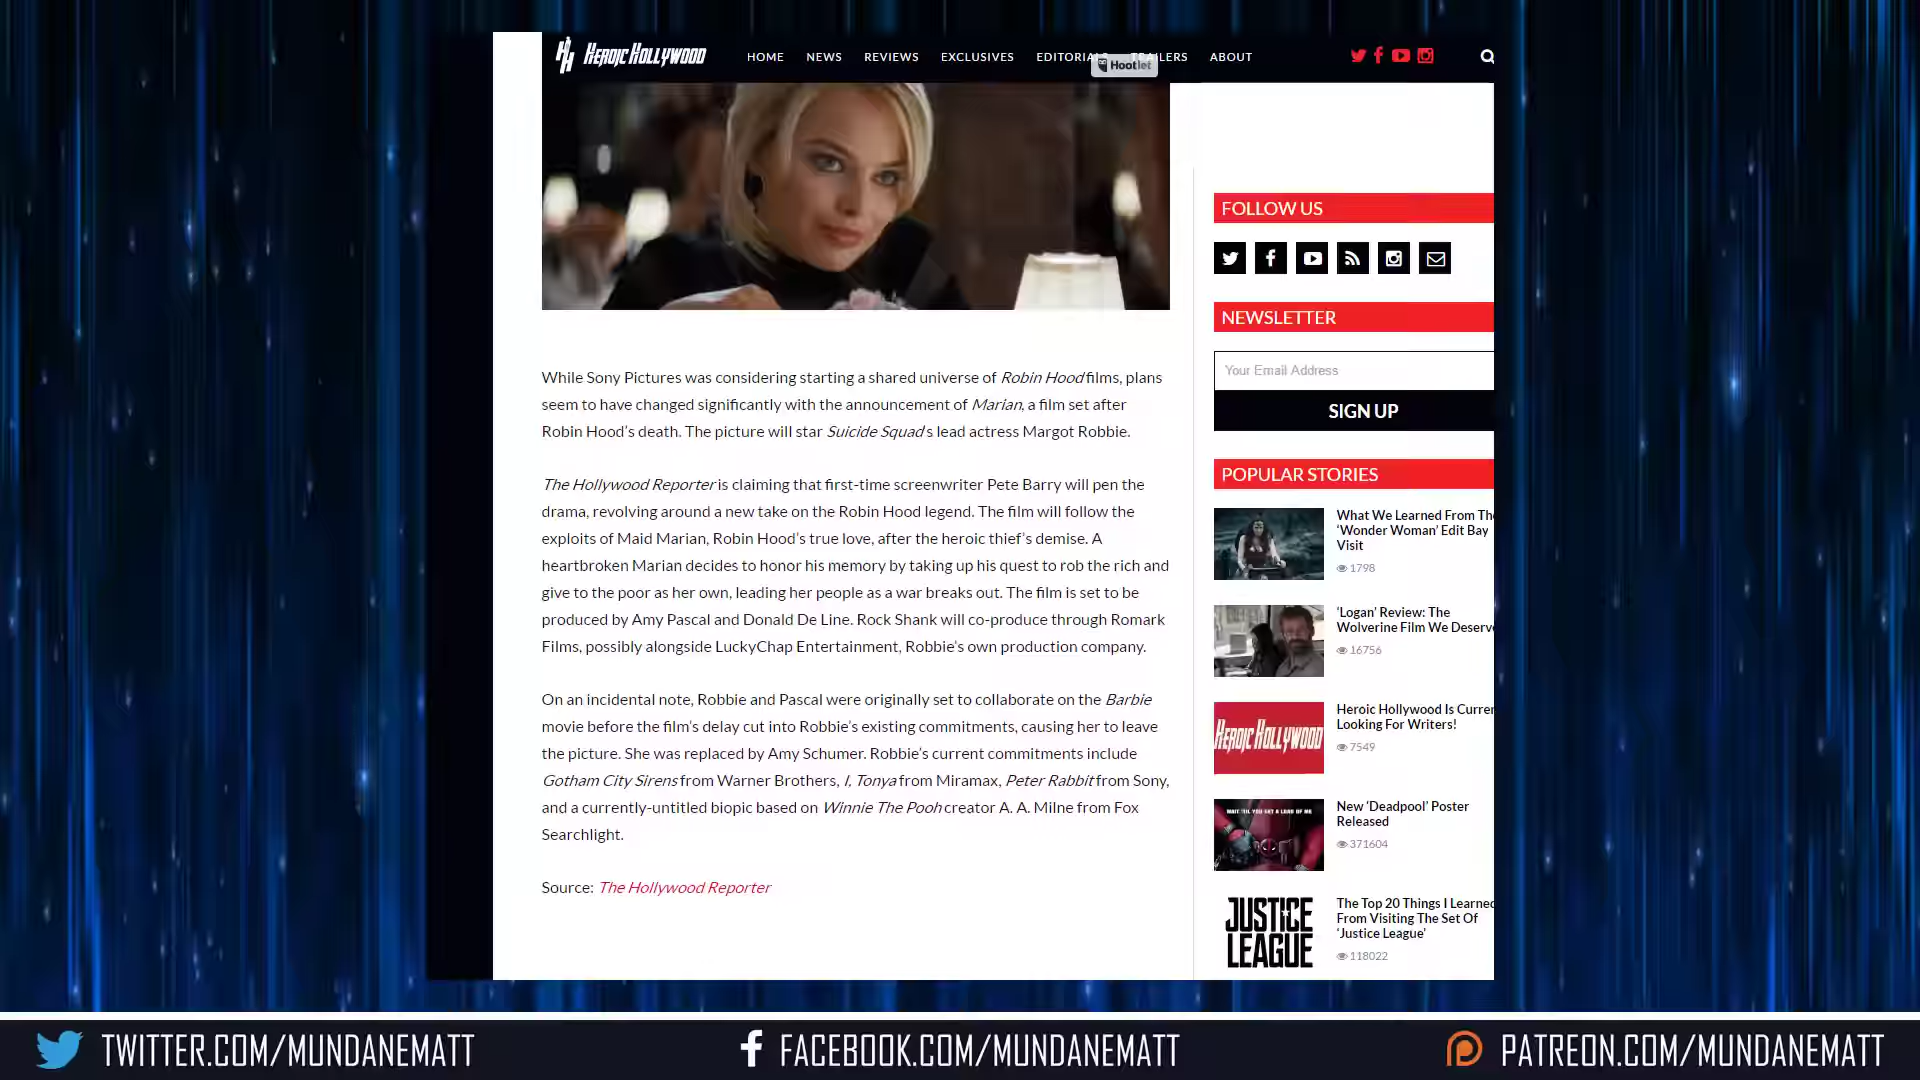 HEROIC HOLLYWOOD
HOME NEWS REVIEWS EXCLUSIVES EDITORIALS TRAILERS ABOUT
Hootlet
While Sony Pictures was considering starting a shared universe of Robin Hood films, plans
seem to have changed significantly with the announcement of Marian, a film set after
Robin Hood's death. The picture will star Suicide Squad's lead actress Margot Robbie.
The Hollywood Reporter is claiming that first-time screenwriter Pete Barry will pen the
drama, revolving around a new take on the Robin Hood legend. The film will follow the
exploits of Maid Marian, Robin Hood's true love, after the heroic thief's demise. A
heartbroken Marian decides to honor his memory by taking up his quest to rob the rich and
give to the poor as her own, leading her people as a war breaks out. The film is set to be
produced by Amy Pascal and Donald De Line. Rock Shank will co-produce through Romark
Films, possibly alongside LuckyChap Entertainment, Robbie's own production company.
On an incidental note, Robbie and Pascal were originally set to collaborate on the Barbie
movie before the film's delay cut into Robbie's existing commitments, causing her to leave
the picture. She was replaced by Amy Schumer. Robbie's current commitments include
Gotham City Sirens from Warner Brothers, I, Tonya from Miramax, Peter Rabbit from Sony,
and a currently-untitled biopic based on Winnie The Pooh creator A. A. Milne from Fox
Searchlight.
Source: The Hollywood Reporter
FOLLOW US
NEWSLETTER
Your Email Address
SIGN UP
POPULAR STORIES
What We Learned From The
'Wonder Woman' Edit Bay
Visit
1798
'Logan' Review: The
Wolverine Film We Deserve
16756
HEROIC HOLLYWOOD
Heroic Hollywood Is Curren
Looking For Writers!
7549
WAIT 'TIL YOU GET A LOAD OF ME
New 'Deadpool' Poster
Released
371604
JUSTICE
LEAGUE
The Top 20 Things I Learned
From Visiting The Set Of
'Justice League'
118022
TWITTER.COM/MUNDANEMATT
FACEBOOK.COM/MUNDANEMATT
PATREON.COM/MUNDANEMATT